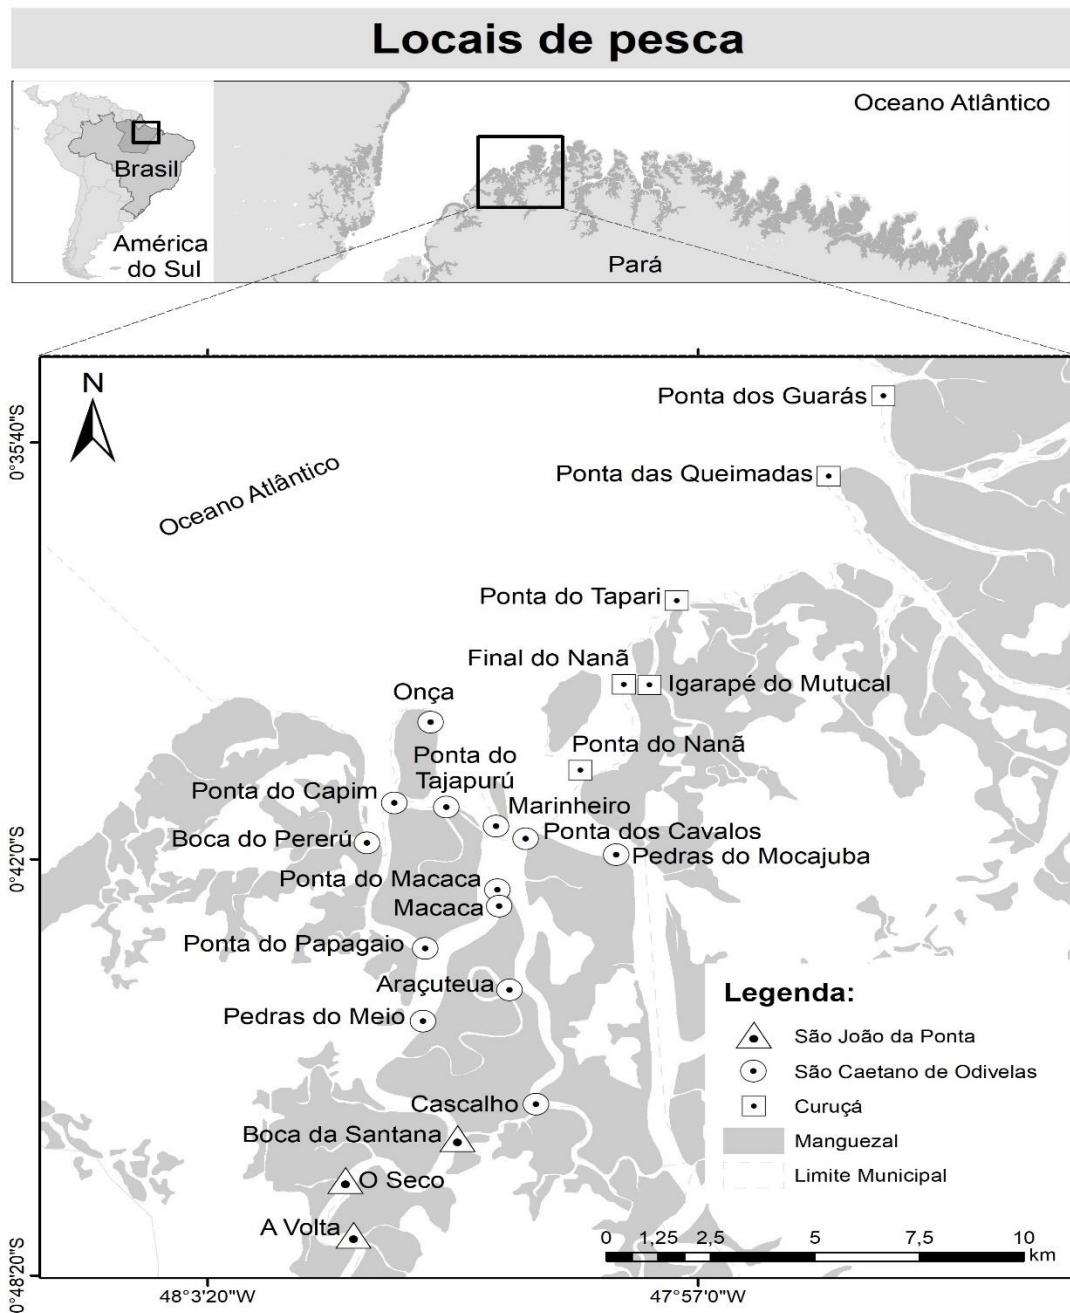 Locais de pesca
Oceano Atlântico
Brasil
América
do Sul
Pará
N
Ponta dos Guarás
0°35'40"S
Oceano Atlântico
Ponta das Queimadas
Ponta do Tapari
Final do Nanã
Igarapé do Mutucal
Onça
Ponta do
Tajapurú
Ponta do Nanã
Ponta do Capim
Marinheiro
Boca do Pererú
Ponta dos Cavalos
0°42'0"S
Pedras do Mocajuba
Ponta do Macaca
Macaca
Ponta do Papagaio
Araçuteua
Pedras do Meio
Cascalho
Boca da Santana
O Seco
A Volta
Legenda:
São João da Ponta
São Caetano de Odivelas
Curuçá
Manguezal
Limite Municipal
0 1,25 2,5 5 7,5 10
km
0°48'20"S
48°3'20"W 47°57'0"W